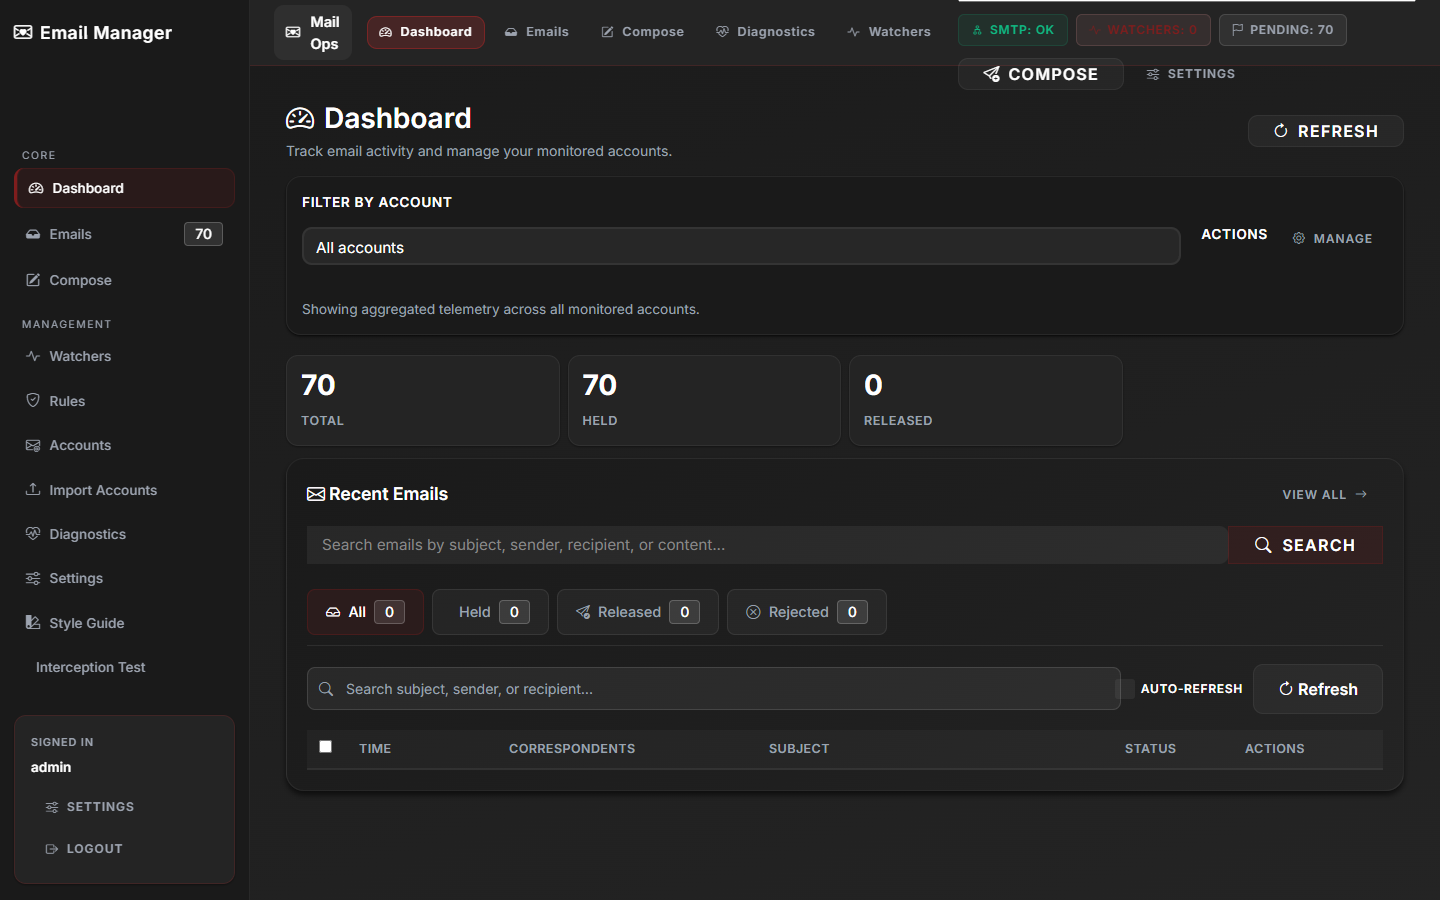 Email Manager
Mail Ops
Dashboard
Emails
Compose
Diagnostics
Watchers
SMTP: OK
WATCHERS: 0
PENDING: 70
COMPOSE
SETTINGS
CORE
Dashboard
Emails 70
Compose
MANAGEMENT
Watchers
Rules
Accounts
Import Accounts
Diagnostics
Settings
Style Guide
Interception Test
SIGNED IN
admin
SETTINGS
LOGOUT
Dashboard
Track email activity and manage your monitored accounts.
REFRESH
FILTER BY ACCOUNT
All accounts
ACTIONS
MANAGE
Showing aggregated telemetry across all monitored accounts.
70
TOTAL
70
HELD
0
RELEASED
Recent Emails
VIEW ALL →
Search emails by subject, sender, recipient, or content...
SEARCH
All 0
Held 0
Released 0
Rejected 0
Search subject, sender, or recipient...
AUTO-REFRESH
Refresh
TIME
CORRESPONDENTS
SUBJECT
STATUS
ACTIONS